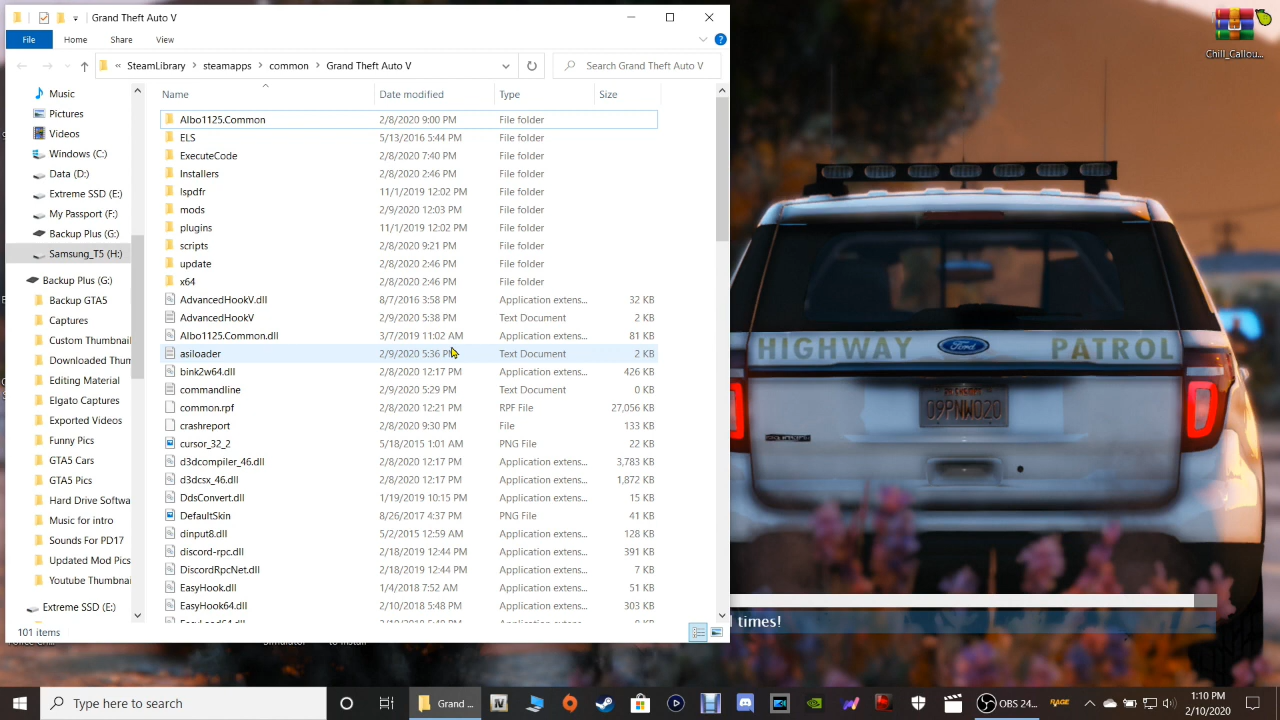 Grand Theft Auto V
File Home Share View
« SteamLibrary > steamapps > common > Grand Theft Auto V
Search Grand Theft Auto V
Chill_Callou...
Name Date modified Type Size
Music
Pictures
Videos
Windows (C:)
Data (D:)
Extreme SSD (E:)
My Passport (F:)
Backup Plus (G:)
Samsung_T5 (H:)
Backup Plus (G:)
Backup GTA5
Captures
Custom Thumbnai
Downloaded Thum
Editing Material
Elgato Captures
Exported Videos
Funny Pics
GTA5 Cars
GTA5 Pics
Hard Drive Softwa
Music for intro
Sounds For PD17
Updated Mod Pics
Youtube Thumbnai
Extreme SSD (E:)
Albo1125.Common 2/8/2020 9:00 PM File folder
ELS 5/13/2016 5:44 PM File folder
ExecuteCode 2/8/2020 7:40 PM File folder
Installers 2/8/2020 2:46 PM File folder
lspdfr 11/1/2019 12:02 PM File folder
mods 2/9/2020 12:03 PM File folder
plugins 11/1/2019 12:02 PM File folder
scripts 2/8/2020 9:21 PM File folder
update 2/8/2020 2:46 PM File folder
x64 2/8/2020 2:46 PM File folder
AdvancedHookV.dll 8/7/2016 3:58 PM Application extens... 32 KB
AdvancedHookV 2/9/2020 5:38 PM Text Document 2 KB
Albo1125.Common.dll 3/7/2019 11:02 AM Application extens... 81 KB
asiloader 2/9/2020 5:36 PM Text Document 2 KB
bink2w64.dll 2/8/2020 12:17 PM Application extens... 426 KB
commandline 2/9/2020 5:29 PM Text Document 0 KB
common.rpf 2/8/2020 12:21 PM RPF File 27,056 KB
crashreport 2/8/2020 9:30 PM File 133 KB
cursor_32_2 5/18/2015 1:01 AM PNG File 22 KB
d3dcompiler_46.dll 2/8/2020 12:17 PM Application extens... 3,783 KB
d3dcsx_46.dll 2/8/2020 12:17 PM Application extens... 1,872 KB
DdsConvert.dll 1/19/2019 10:15 PM Application extens... 15 KB
DefaultSkin 8/26/2017 4:37 PM PNG File 41 KB
dinput8.dll 5/2/2015 12:59 AM Application extens... 128 KB
discord-rpc.dll 2/18/2019 12:44 PM Application extens... 391 KB
DiscordRpcNet.dll 2/18/2019 12:44 PM Application extens... 7 KB
EasyHook.dll 1/4/2018 7:52 AM Application extens... 51 KB
EasyHook64.dll 2/10/2018 5:48 PM Application extens... 303 KB
101 items
HIGHWAY Ford PATROL
09PNW020
times!
to install
Type here to search
Grand ...
OBS 24...
RAGE
1:10 PM
2/10/2020